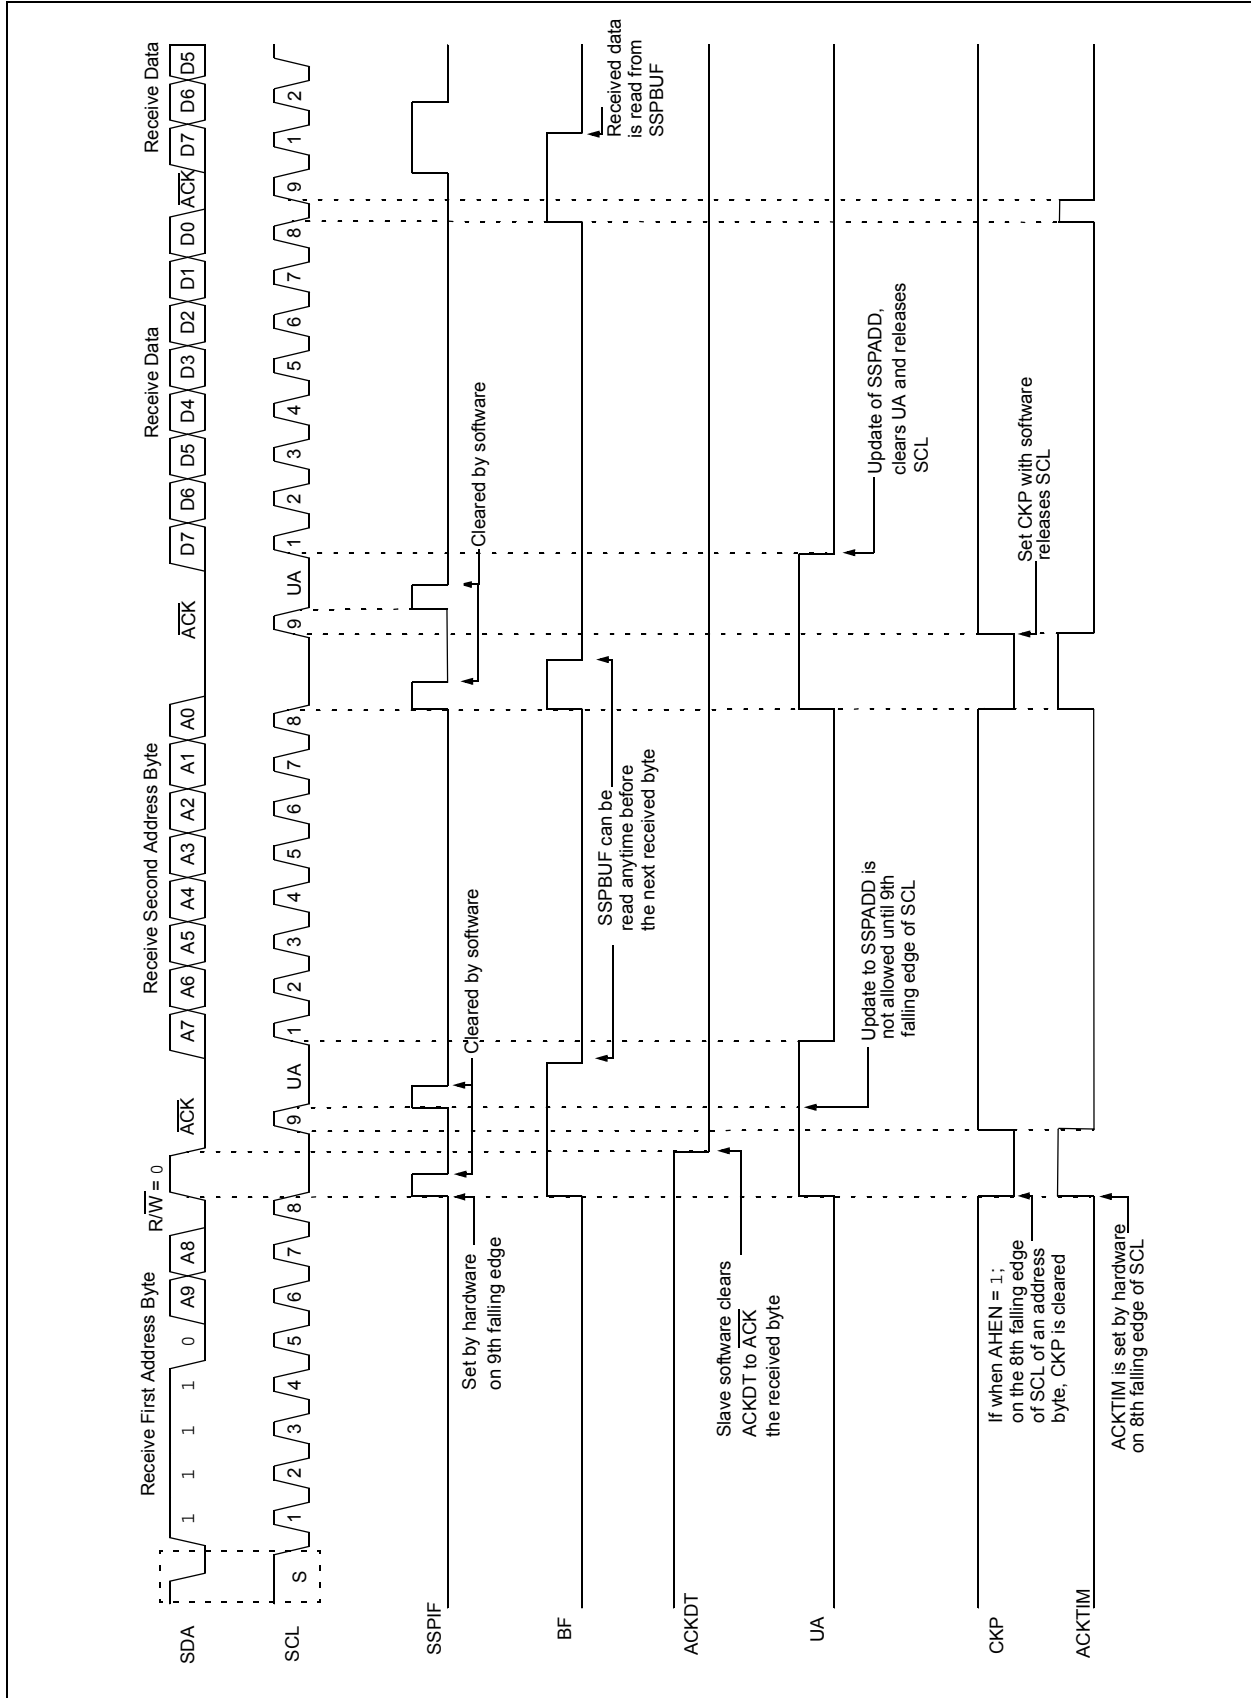 Receive First Address Byte
R/W = 0
Receive Second Address Byte
Receive Data
Receive Data
SDA
1 1 1 1 0 A9 A8
ACK
A7 A6 A5 A4 A3 A2 A1 A0
ACK
D7 D6 D5 D4 D3 D2 D1 D0
ACK
D7 D6 D5
SCL
S
1 2 3 4 5 6 7 8 9 UA
1 2 3 4 5 6 7 8 9 UA
1 2 3 4 5 6 7 8 9
1 2
SSPIF
Set by hardware
on 9th falling edge
Cleared by software
Cleared by software
BF
SSPBUF can be
read anytime before
the next received byte
Received data
is read from
SSPBUF
ACKDT
Slave software clears
ACKDT to ACK
the received byte
UA
Update to SSPADD is
not allowed until 9th
falling edge of SCL
Update of SSPADD,
clears UA and releases
SCL
CKP
If when AHEN = 1;
on the 8th falling edge
of SCL of an address
byte, CKP is cleared
Set CKP with software
releases SCL
ACKTIM
ACKTIM is set by hardware
on 8th falling edge of SCL